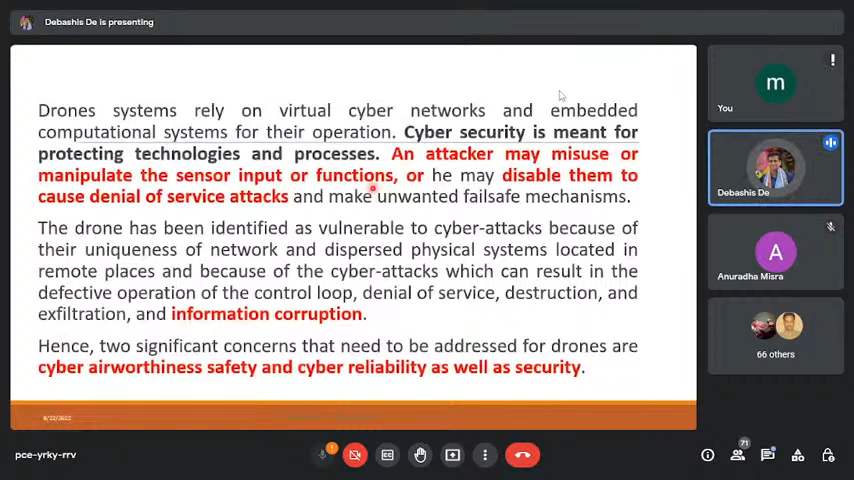 Debashis De is presenting
Drones systems rely on virtual cyber networks and embedded
computational systems for their operation. Cyber security is meant for
protecting technologies and processes. An attacker may misuse or
manipulate the sensor input or functions, or he may disable them to
cause denial of service attacks and make unwanted failsafe mechanisms.
The drone has been identified as vulnerable to cyber-attacks because of
their uniqueness of network and dispersed physical systems located in
remote places and because of the cyber-attacks which can result in the
defective operation of the control loop, denial of service, destruction, and
exfiltration, and information corruption.
Hence, two significant concerns that need to be addressed for drones are
cyber airworthiness safety and cyber reliability as well as security.
8/22/2022
m
You
Debashis De
A
Anuradha Misra
66 others
pce-yrky-rrv
1
CC
71